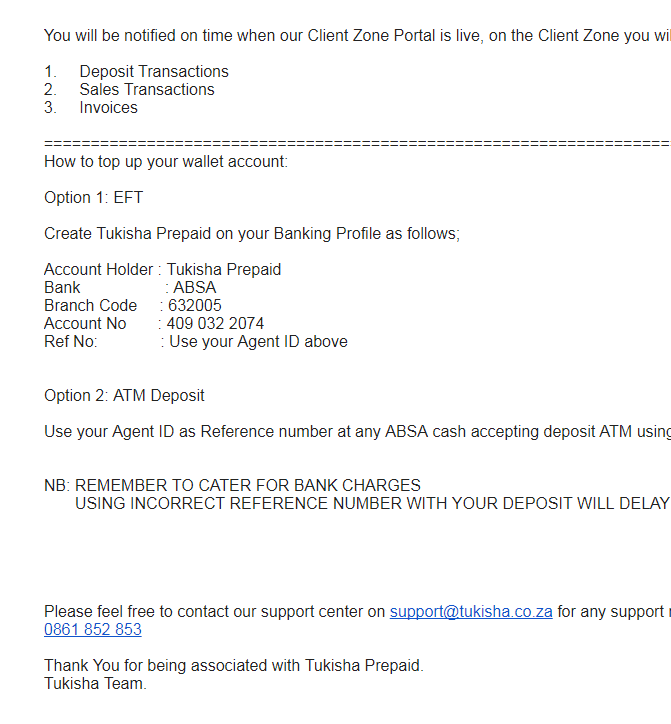 You will be notified on time when our Client Zone Portal is live, on the Client Zone you
1. Deposit Transactions
2. Sales Transactions
3. Invoices
===================================================================
How to top up your wallet account:
Option 1: EFT
Create Tukisha Prepaid on your Banking Profile as follows;
Account Holder : Tukisha Prepaid
Bank : ABSA
Branch Code : 632005
Account No : 409 032 2074
Ref No: : Use your Agent ID above
Option 2: ATM Deposit
Use your Agent ID as Reference number at any ABSA cash accepting deposit ATM using
NB: REMEMBER TO CATER FOR BANK CHARGES
USING INCORRECT REFERENCE NUMBER WITH YOUR DEPOSIT WILL DELAY
Please feel free to contact our support center on support@tukisha.co.za for any support
0861 852 853
Thank You for being associated with Tukisha Prepaid.
Tukisha Team.